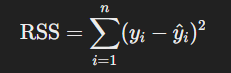 RSS = ∑_{i=1}^{n} (y_i − ŷ_i)^2